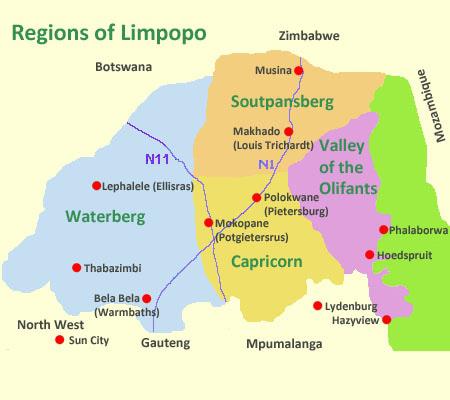 Regions of Limpopo
Zimbabwe
Botswana
Musina
Mozambique
Soutpansberg
Makhado
(Louis Trichardt)
Valley
of the
Olifants
N11
N1
Lephalele (Ellisras)
Polokwane
(Pietersburg)
Waterberg
Mokopane
(Potgietersrus)
Phalaborwa
Hoedspruit
Capricorn
Thabazimbi
Bela Bela
(Warmbaths)
Lydenburg
Hazyview
North West
Sun City
Gauteng
Mpumalanga